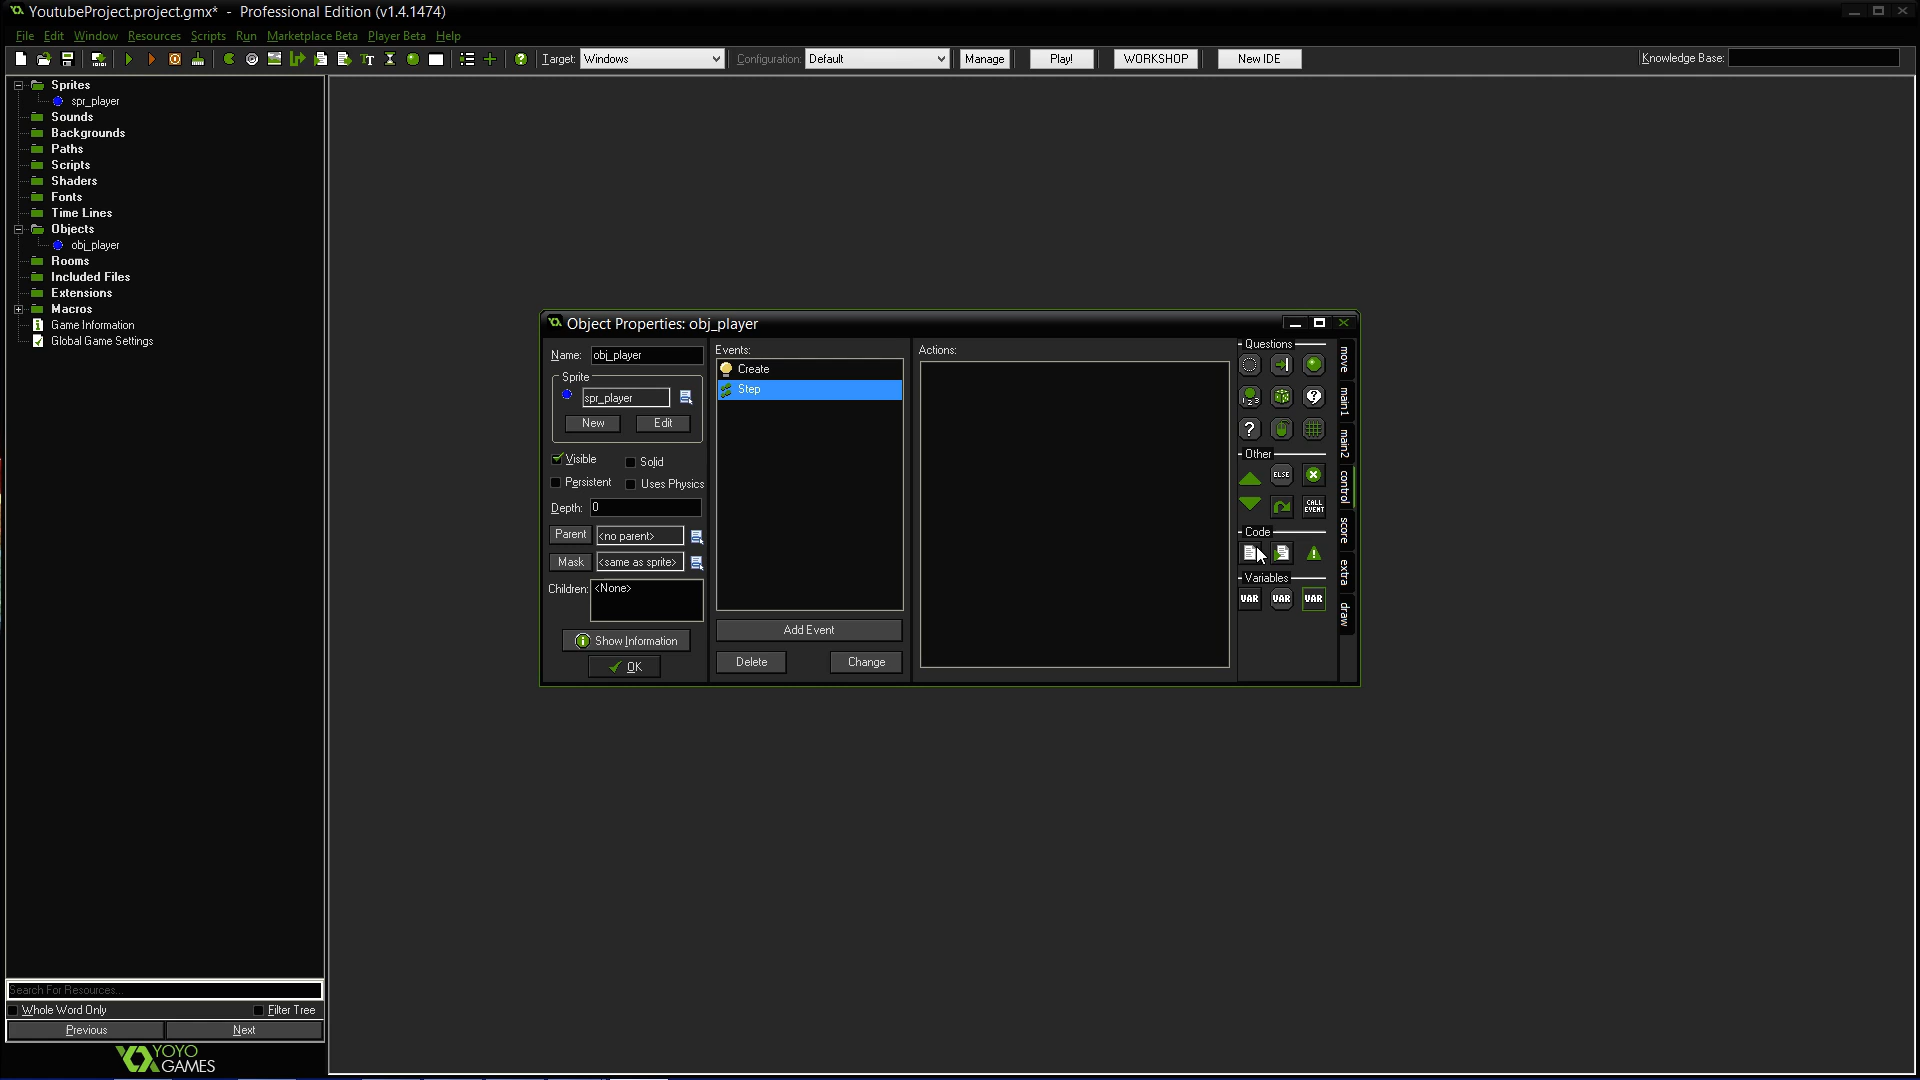 YoutubeProject.project.gmx* - Professional Edition (v1.4.1474)
File Edit Window Resources Scripts Run Marketplace Beta Player Beta Help
Target: Windows Configuration: Default Manage Play! WORKSHOP New IDE Knowledge Base:
Sprites
spr_player
Sounds
Backgrounds
Paths
Scripts
Shaders
Fonts
Time Lines
Objects
obj_player
Rooms
Included Files
Extensions
Macros
Game Information
Global Game Settings
Object Properties: obj_player
Name: obj_player
Sprite
spr_player
New Edit
Visible Solid
Persistent Uses Physics
Depth: 0
Parent <no parent>
Mask <same as sprite>
Children: <None>
Show Information
OK
Events:
Create
Step
Add Event
Delete Change
Actions:
Questions
Other
ELSE
CALL EVENT
Code
Variables
VAR VAR VAR
move
main1
main2
control
score
extra
draw
Search For Resources...
Whole Word Only Filter Tree
Previous Next
YOYO
GAMES